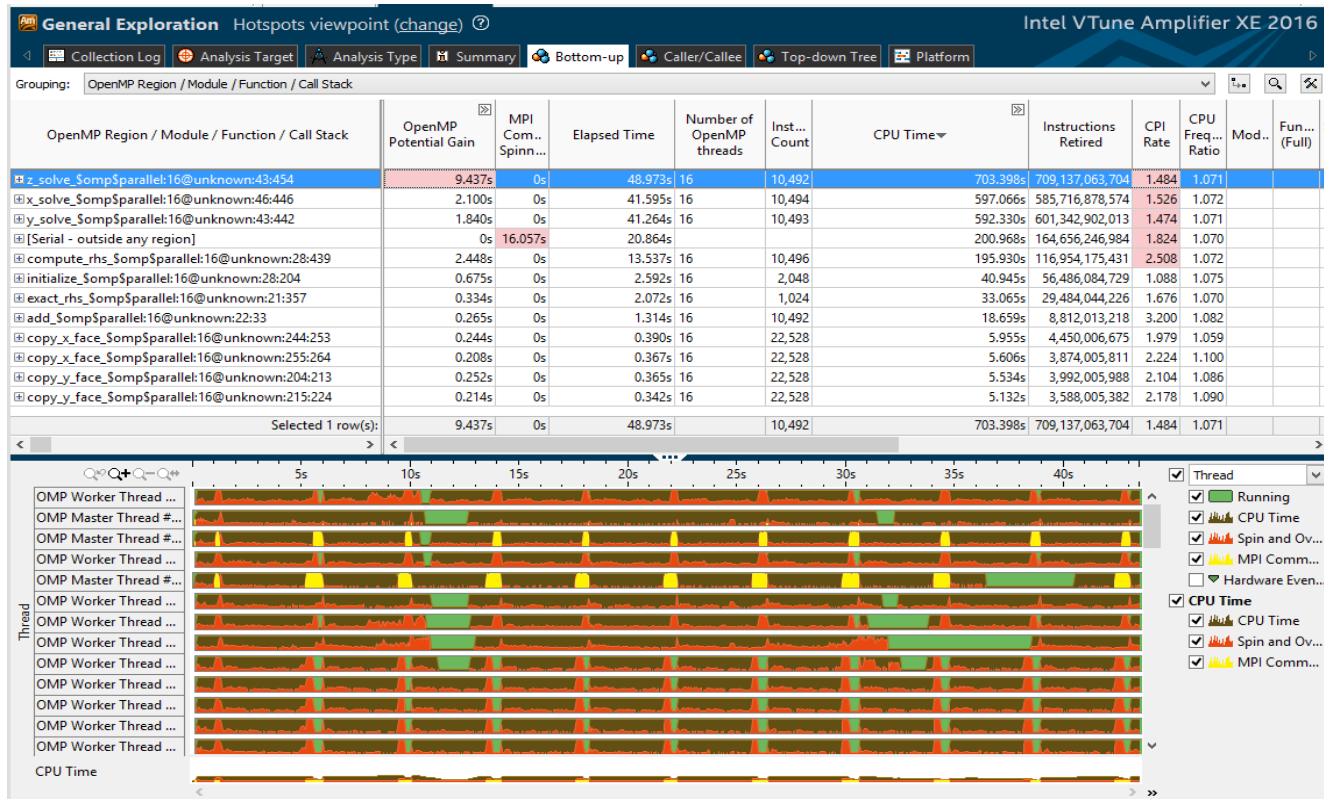 General Exploration Hotspots viewpoint (change) ? Intel VTune Amplifier XE 2016
Collection Log Analysis Target Analysis Type Summary Bottom-up Caller/Callee Top-down Tree Platform
Grouping: OpenMP Region / Module / Function / Call Stack
OpenMP Region / Module / Function / Call Stack OpenMP Potential Gain MPI Com... Spinn... Elapsed Time Number of OpenMP threads Inst... Count CPU Time Instructions Retired CPI Rate CPU Freq... Ratio Mod... Fun... (Full)
z_solve_$omp$parallel:16@unknown:43:454 9.437s 0s 48.973s 16 10,492 703.398s 709,137,063,704 1.484 1.071
x_solve_$omp$parallel:16@unknown:46:446 2.100s 0s 41.595s 16 10,494 597.066s 585,716,878,574 1.526 1.072
y_solve_$omp$parallel:16@unknown:43:442 1.840s 0s 41.264s 16 10,493 592.330s 601,342,902,013 1.474 1.071
[Serial - outside any region] 0s 16.057s 20.864s 200.968s 164,656,246,984 1.824 1.070
compute_rhs_$omp$parallel:16@unknown:28:439 2.448s 0s 13.537s 16 10,496 195.930s 116,954,175,431 2.508 1.072
initialize_$omp$parallel:16@unknown:28:204 0.675s 0s 2.592s 16 2,048 40.945s 56,486,084,729 1.088 1.075
exact_rhs_$omp$parallel:16@unknown:21:357 0.334s 0s 2.072s 16 1,024 33.065s 29,484,044,226 1.676 1.070
add_$omp$parallel:16@unknown:22:33 0.265s 0s 1.314s 16 10,492 18.659s 8,812,013,218 3.200 1.082
copy_x_face_$omp$parallel:16@unknown:244:253 0.244s 0s 0.390s 16 22,528 5.955s 4,450,006,675 1.979 1.059
copy_x_face_$omp$parallel:16@unknown:255:264 0.208s 0s 0.367s 16 22,528 5.606s 3,874,005,811 2.224 1.100
copy_y_face_$omp$parallel:16@unknown:204:213 0.252s 0s 0.365s 16 22,528 5.534s 3,992,005,988 2.104 1.086
copy_y_face_$omp$parallel:16@unknown:215:224 0.214s 0s 0.342s 16 22,528 5.132s 3,588,005,382 2.178 1.090
Selected 1 row(s): 9.437s 0s 48.973s 10,492 703.398s 709,137,063,704 1.484 1.071
5s 10s 15s 20s 25s 30s 35s 40s
Thread
OMP Worker Thread ...
OMP Master Thread #...
OMP Master Thread #...
OMP Worker Thread ...
OMP Master Thread #...
OMP Worker Thread ...
OMP Worker Thread ...
OMP Worker Thread ...
OMP Worker Thread ...
OMP Worker Thread ...
OMP Worker Thread ...
OMP Worker Thread ...
OMP Worker Thread ...
CPU Time
Thread
Running
CPU Time
Spin and Ov...
MPI Comm...
Hardware Even...
CPU Time
CPU Time
Spin and Ov...
MPI Comm...